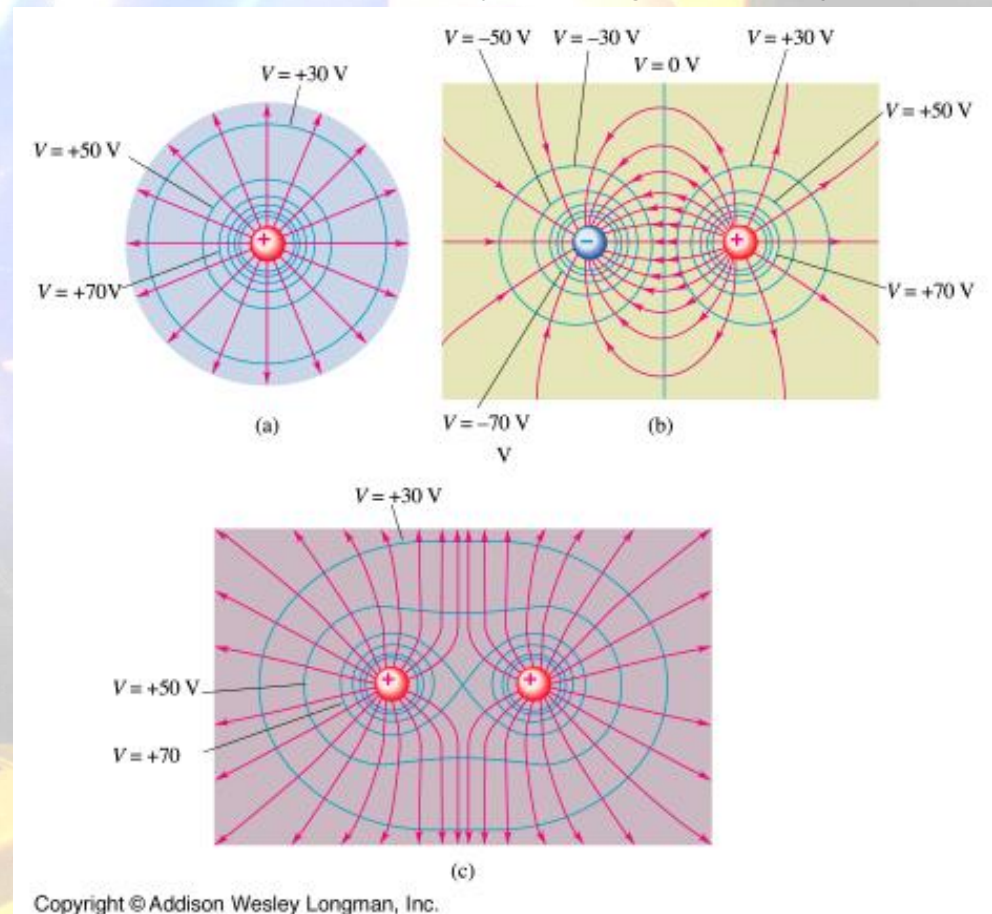 V = –50 V V = –30 V V = +30 V
V = 0 V
V = +30 V
V = +50 V
V = +50 V
+ – +
V = +70V
V = +70 V
V = –70 V
(a) (b)
V
V = +30 V
+ +
V = +50 V
V = +70
(c)
Copyright © Addison Wesley Longman, Inc.